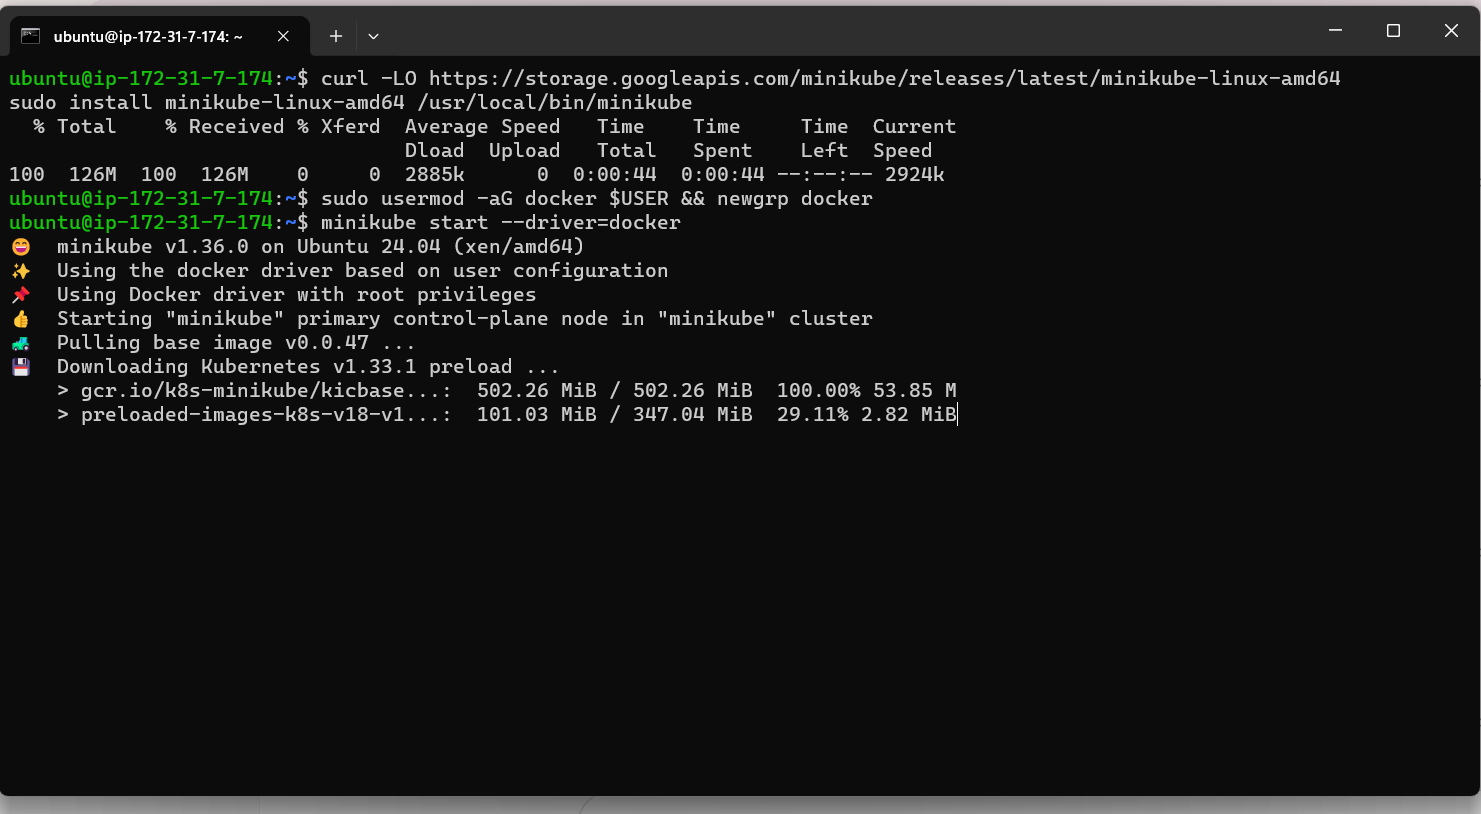 ubuntu@ip-172-31-7-174: ~
ubuntu@ip-172-31-7-174:~$ curl -LO https://storage.googleapis.com/minikube/releases/latest/minikube-linux-amd64
sudo install minikube-linux-amd64 /usr/local/bin/minikube
  % Total    % Received % Xferd  Average Speed   Time    Time     Time  Current
                                 Dload  Upload   Total   Spent    Left  Speed
100  126M  100  126M    0     0  2885k      0  0:00:44  0:00:44 --:--:-- 2924k
ubuntu@ip-172-31-7-174:~$ sudo usermod -aG docker $USER && newgrp docker
ubuntu@ip-172-31-7-174:~$ minikube start --driver=docker
😄  minikube v1.36.0 on Ubuntu 24.04 (xen/amd64)
✨  Using the docker driver based on user configuration
📌  Using Docker driver with root privileges
👍  Starting "minikube" primary control-plane node in "minikube" cluster
🚜  Pulling base image v0.0.47 ...
💾  Downloading Kubernetes v1.33.1 preload ...
    > gcr.io/k8s-minikube/kicbase...:  502.26 MiB / 502.26 MiB  100.00% 53.85 M
    > preloaded-images-k8s-v18-v1...:  101.03 MiB / 347.04 MiB  29.11% 2.82 MiB